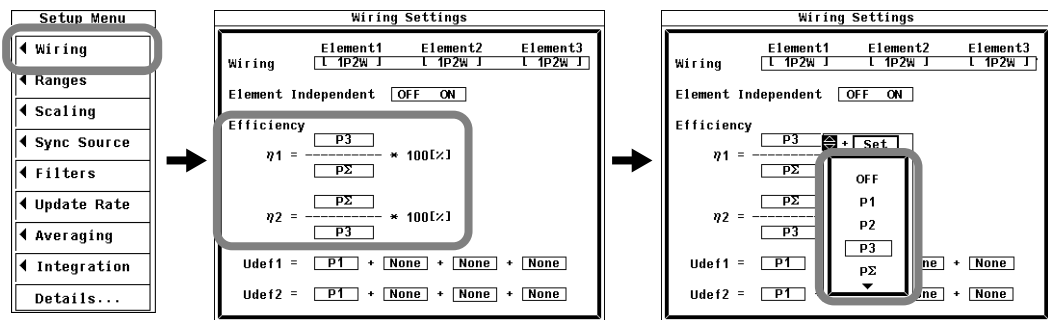 Setup Menu
Wiring
Ranges
Scaling
Sync Source
Filters
Update Rate
Averaging
Integration
Details...
Wiring Settings
Element1 Element2 Element3
Wiring [ 1P2W ] [ 1P2W ] [ 1P2W ]
Element Independent OFF ON
Efficiency
P3
η1 = ---------- * 100[%]
PΣ
PΣ
η2 = ---------- * 100[%]
P3
Udef1 = P1 + None + None + None
Udef2 = P1 + None + None + None
Wiring Settings
Element1 Element2 Element3
Wiring [ 1P2W ] [ 1P2W ] [ 1P2W ]
Element Independent OFF ON
Efficiency
P3 + Set
η1 =
PΣ
PΣ
η2 =
P3
Udef1 = P1 + None
Udef2 = P1 + None
OFF
P1
P2
P3
PΣ